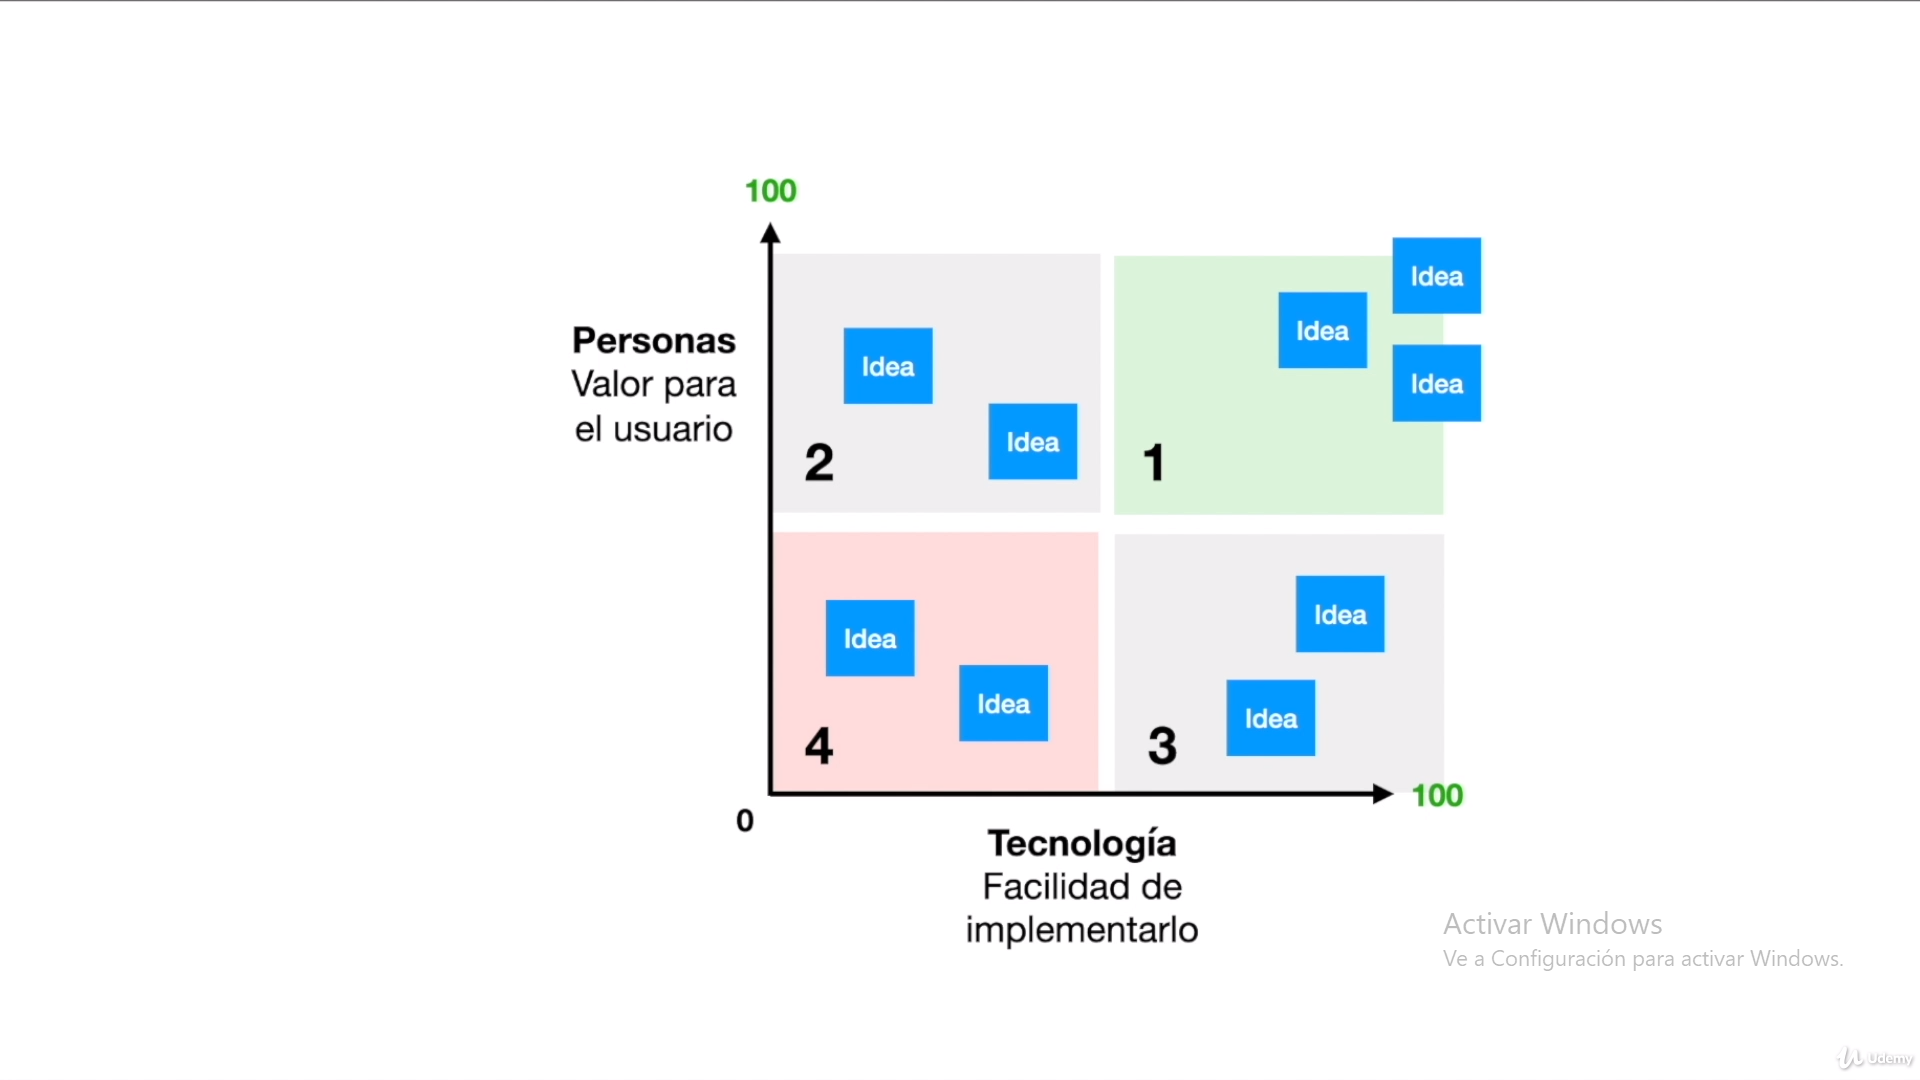 100
Personas
Valor para
el usuario
Idea
Idea
2
Idea
Idea
Idea
1
Idea
Idea
4
Idea
Idea
3
0
100
Tecnología
Facilidad de
implementarlo
Activar Windows
Ve a Configuración para activar Windows.
Udemy